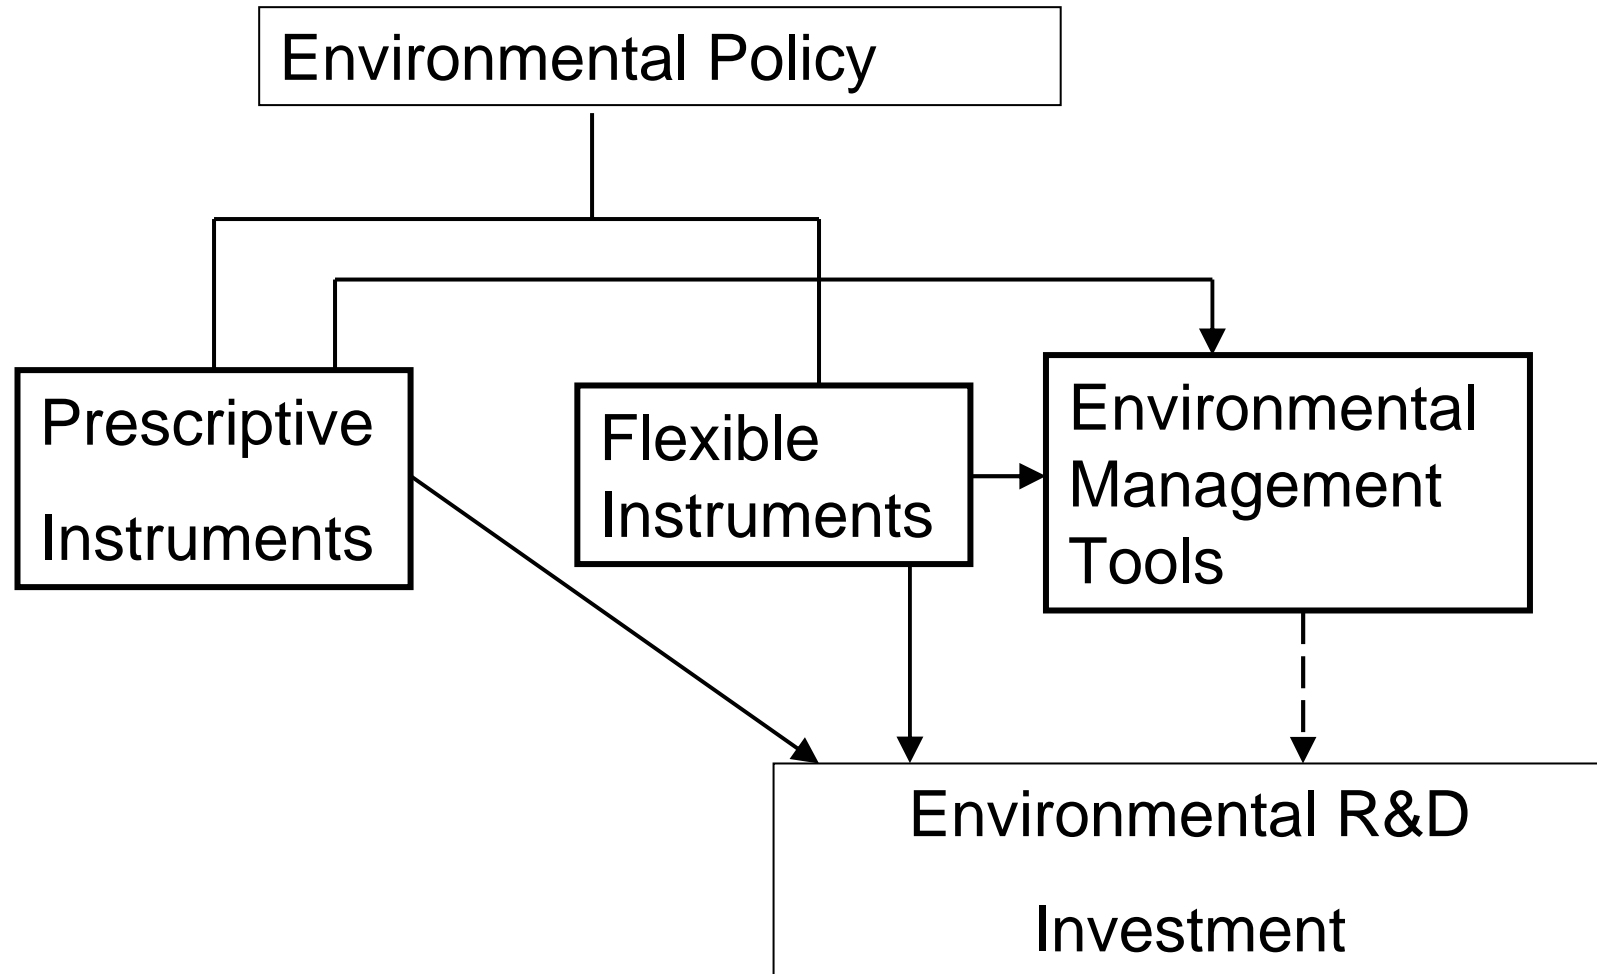 Environmental Policy
Prescriptive
Instruments
Flexible
Instruments
Environmental
Management
Tools
Environmental R&D
Investment